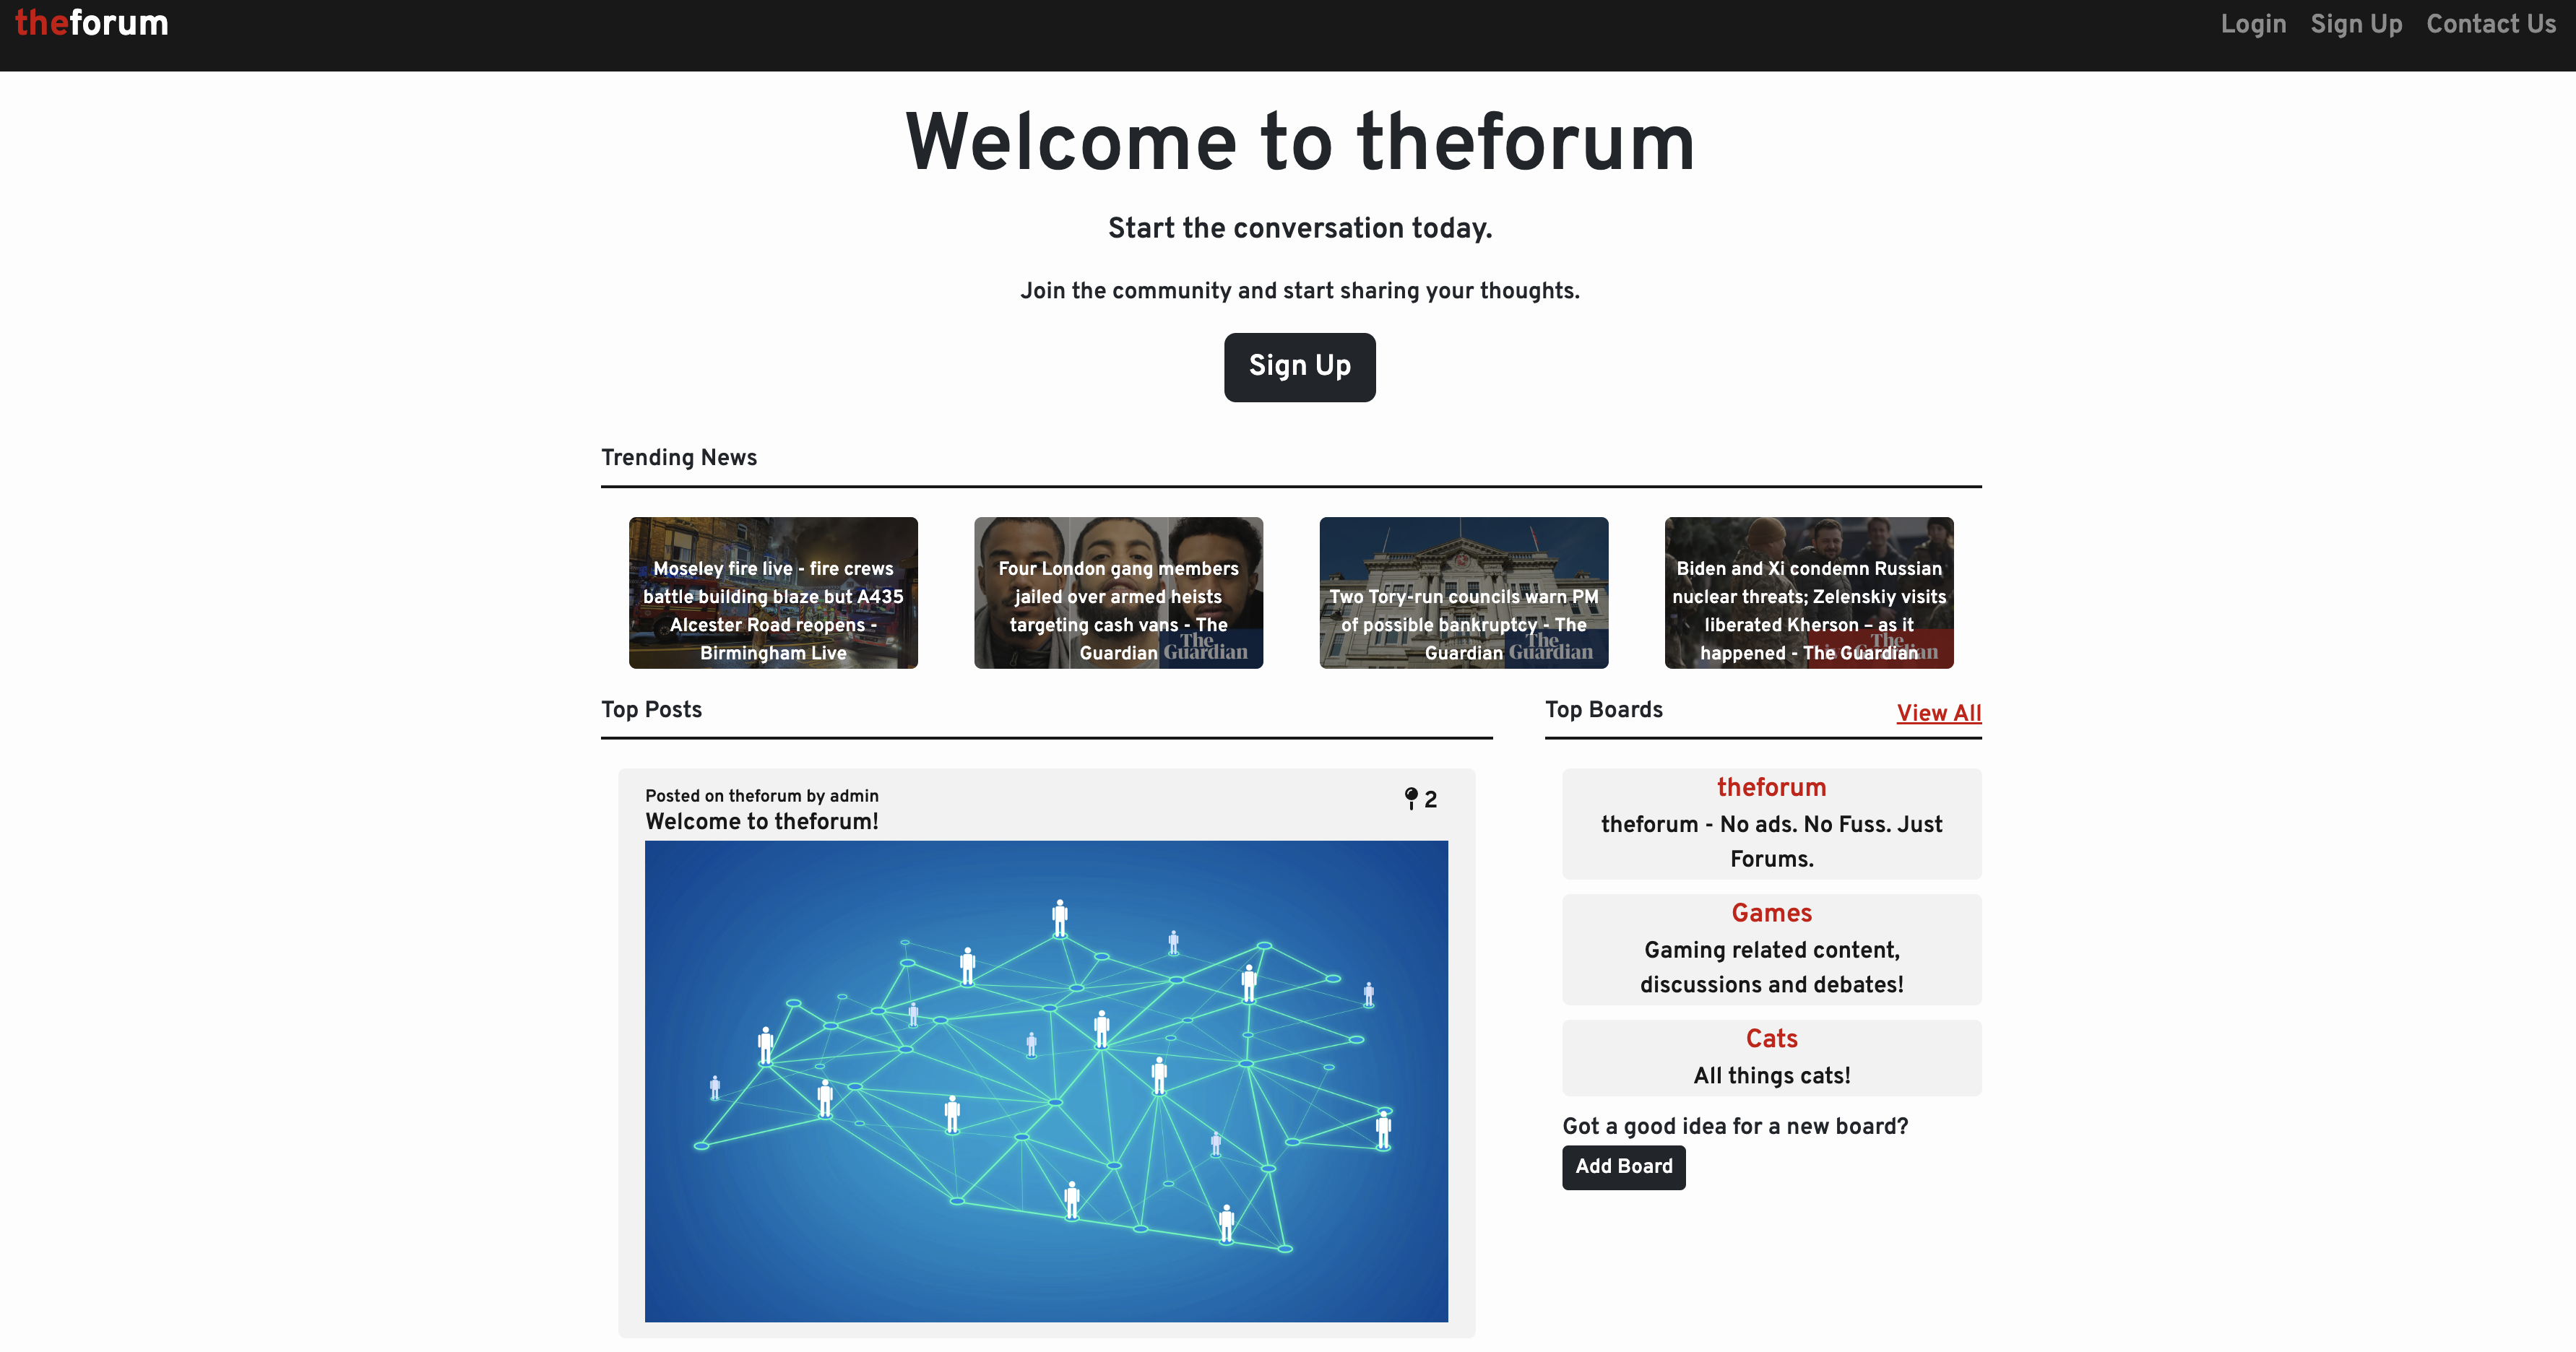 theforum
Login Sign Up Contact Us
Welcome to theforum
Start the conversation today.
Join the community and start sharing your thoughts.
Sign Up
Trending News
Moseley fire live - fire crews
battle building blaze but A435
Alcester Road reopens -
Birmingham Live
Four London gang members
jailed over armed heists
targeting cash vans - The
Guardian
The
Guardian
Two Tory-run councils warn PM
of possible bankruptcy - The
Guardian
The
Guardian
Biden and Xi condemn Russian
nuclear threats; Zelenskiy visits
liberated Kherson – as it
happened - The Guardian
The
Guardian
Top Posts
Posted on theforum by admin
2
Welcome to theforum!
Top Boards
View All
theforum
theforum - No ads. No Fuss. Just
Forums.
Games
Gaming related content,
discussions and debates!
Cats
All things cats!
Got a good idea for a new board?
Add Board